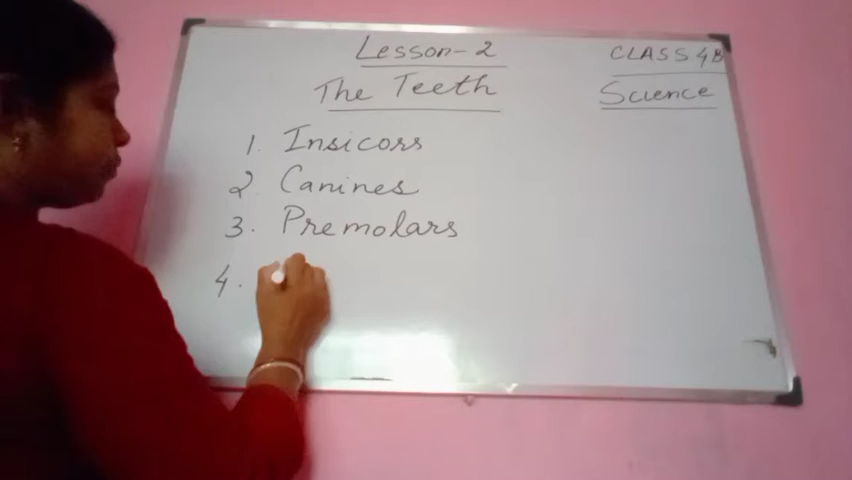 Lesson-2
CLASS 4B
The Teeth
Science
1. Insicors
2. Canines
3. Premolars
4.